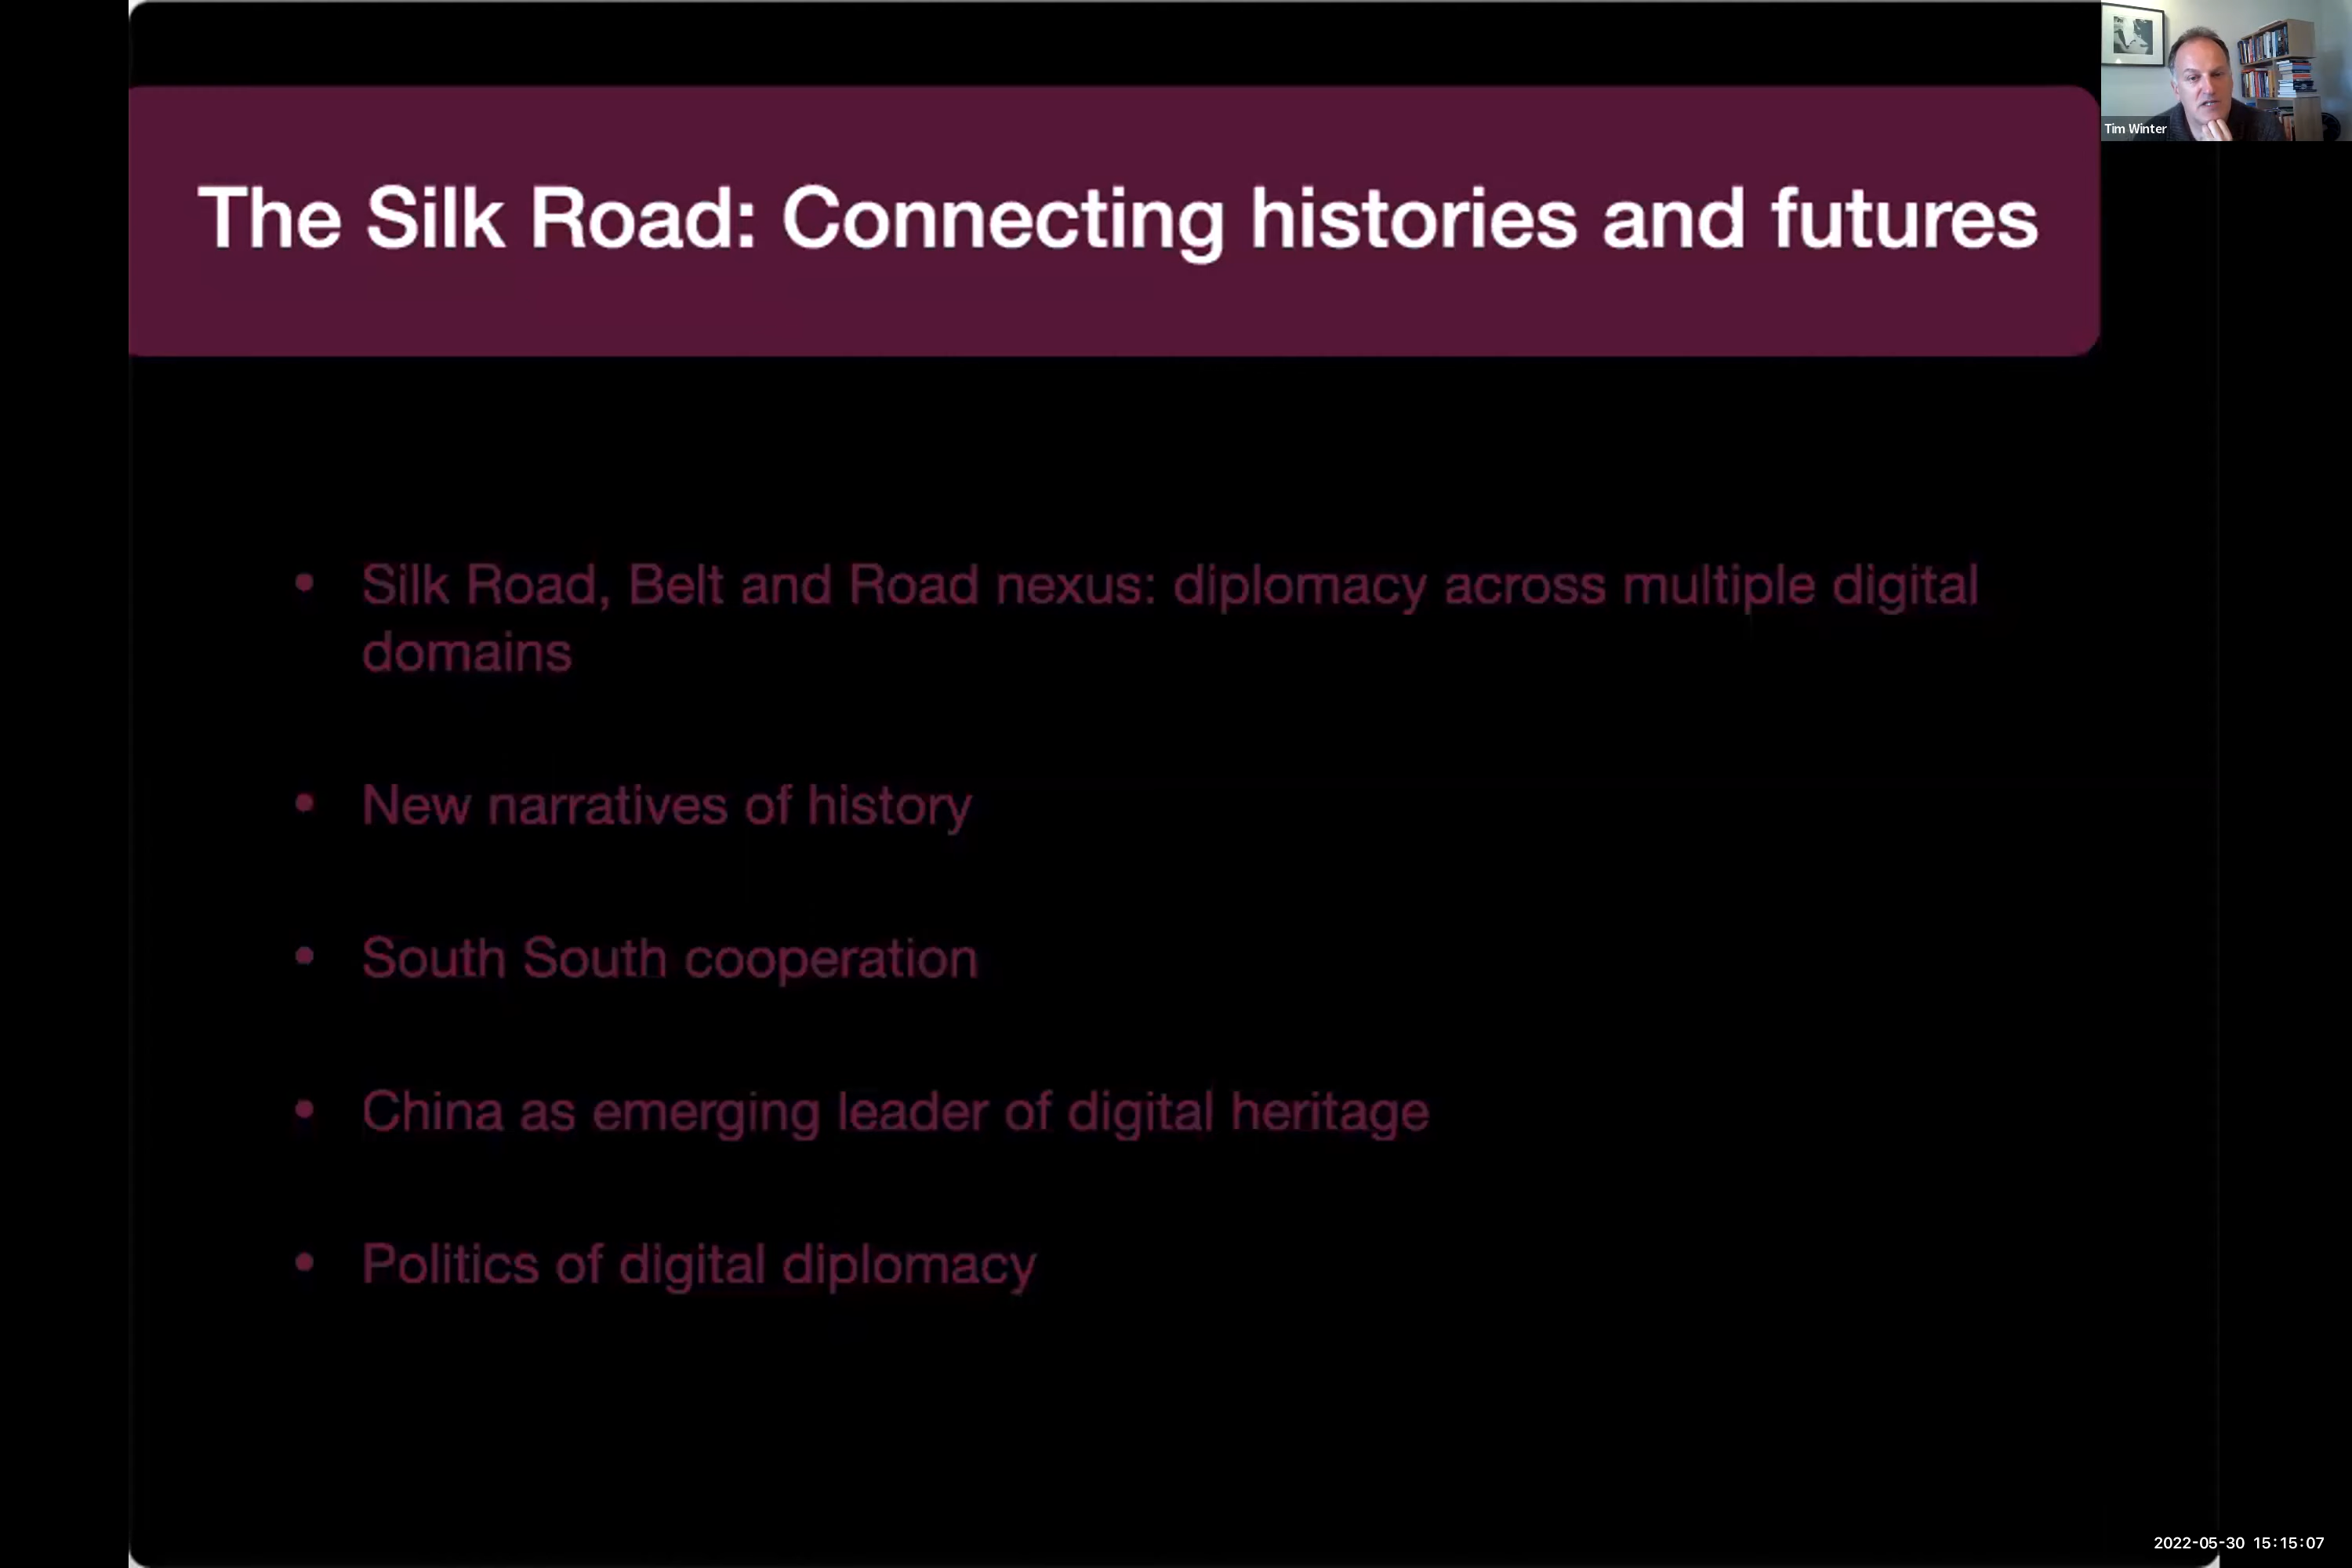 The Silk Road: Connecting histories and futures
Tim Winter
• Silk Road, Belt and Road nexus: diplomacy across multiple digital
domains
• New narratives of history
• South South cooperation
• China as emerging leader of digital heritage
• Politics of digital diplomacy
2022-05-30 15:15:07